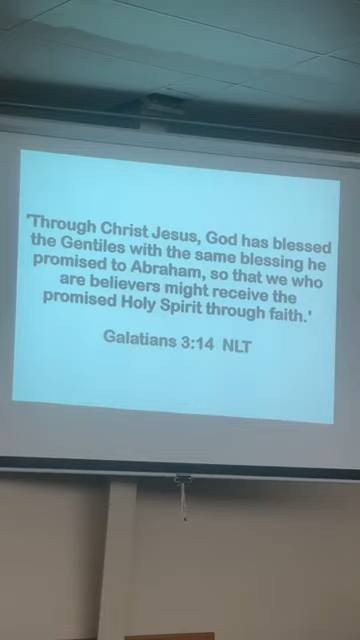 'Through Christ Jesus, God has blessed
the Gentiles with the same blessing he
promised to Abraham, so that we who
are believers might receive the
promised Holy Spirit through faith.'
Galatians 3:14 NLT